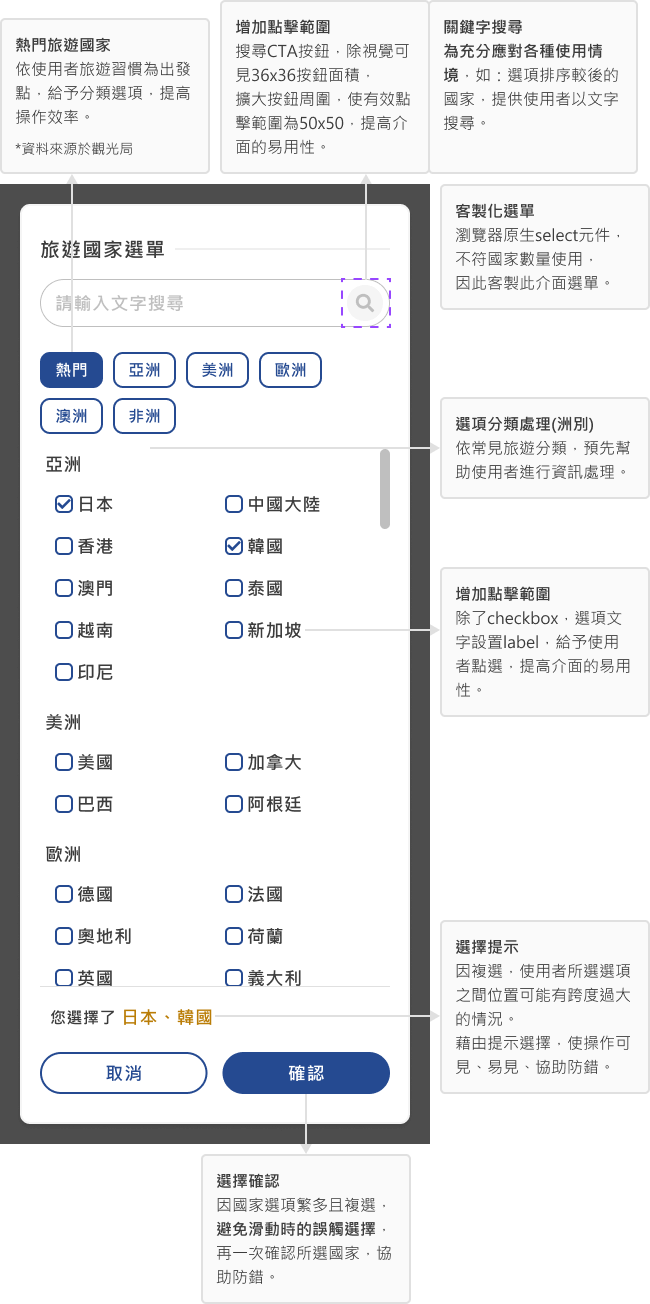 熱門旅遊國家
依使用者旅遊習慣為出發
點，給予分類選項，提高
操作效率。
*資料來源於觀光局
增加點擊範圍
搜尋CTA按鈕，除視覺可
見36x36按鈕面積，
擴大按鈕周圍，使有效點
擊範圍為50x50，提高介
面的易用性。
關鍵字搜尋
為充分應對各種使用情
境，如：選項排序較後的
國家，提供使用者以文字
搜尋。
客製化選單
瀏覽器原生select元件，
不符國家數量使用，
因此客製此介面選單。
旅遊國家選單
請輸入文字搜尋
熱門 亞洲 美洲 歐洲
澳洲 非洲
選項分類處理(洲別)
依常見旅遊分類，預先幫
助使用者進行資訊處理。
亞洲
日本 中國大陸
香港 韓國
澳門 泰國
越南 新加坡
印尼
增加點擊範圍
除了checkbox，選項文
字設置label，給予使用
者點選，提高介面的易用
性。
美洲
美國 加拿大
巴西 阿根廷
歐洲
德國 法國
奧地利 荷蘭
英國 義大利
選擇提示
因複選，使用者所選選項
之間位置可能有跨度過大
的情況。
藉由提示選擇，使操作可
見、易見、協助防錯。
您選擇了 日本、韓國
取消 確認
選擇確認
因國家選項繁多且複選，
避免滑動時的誤觸選擇，
再一次確認所選國家，協
助防錯。